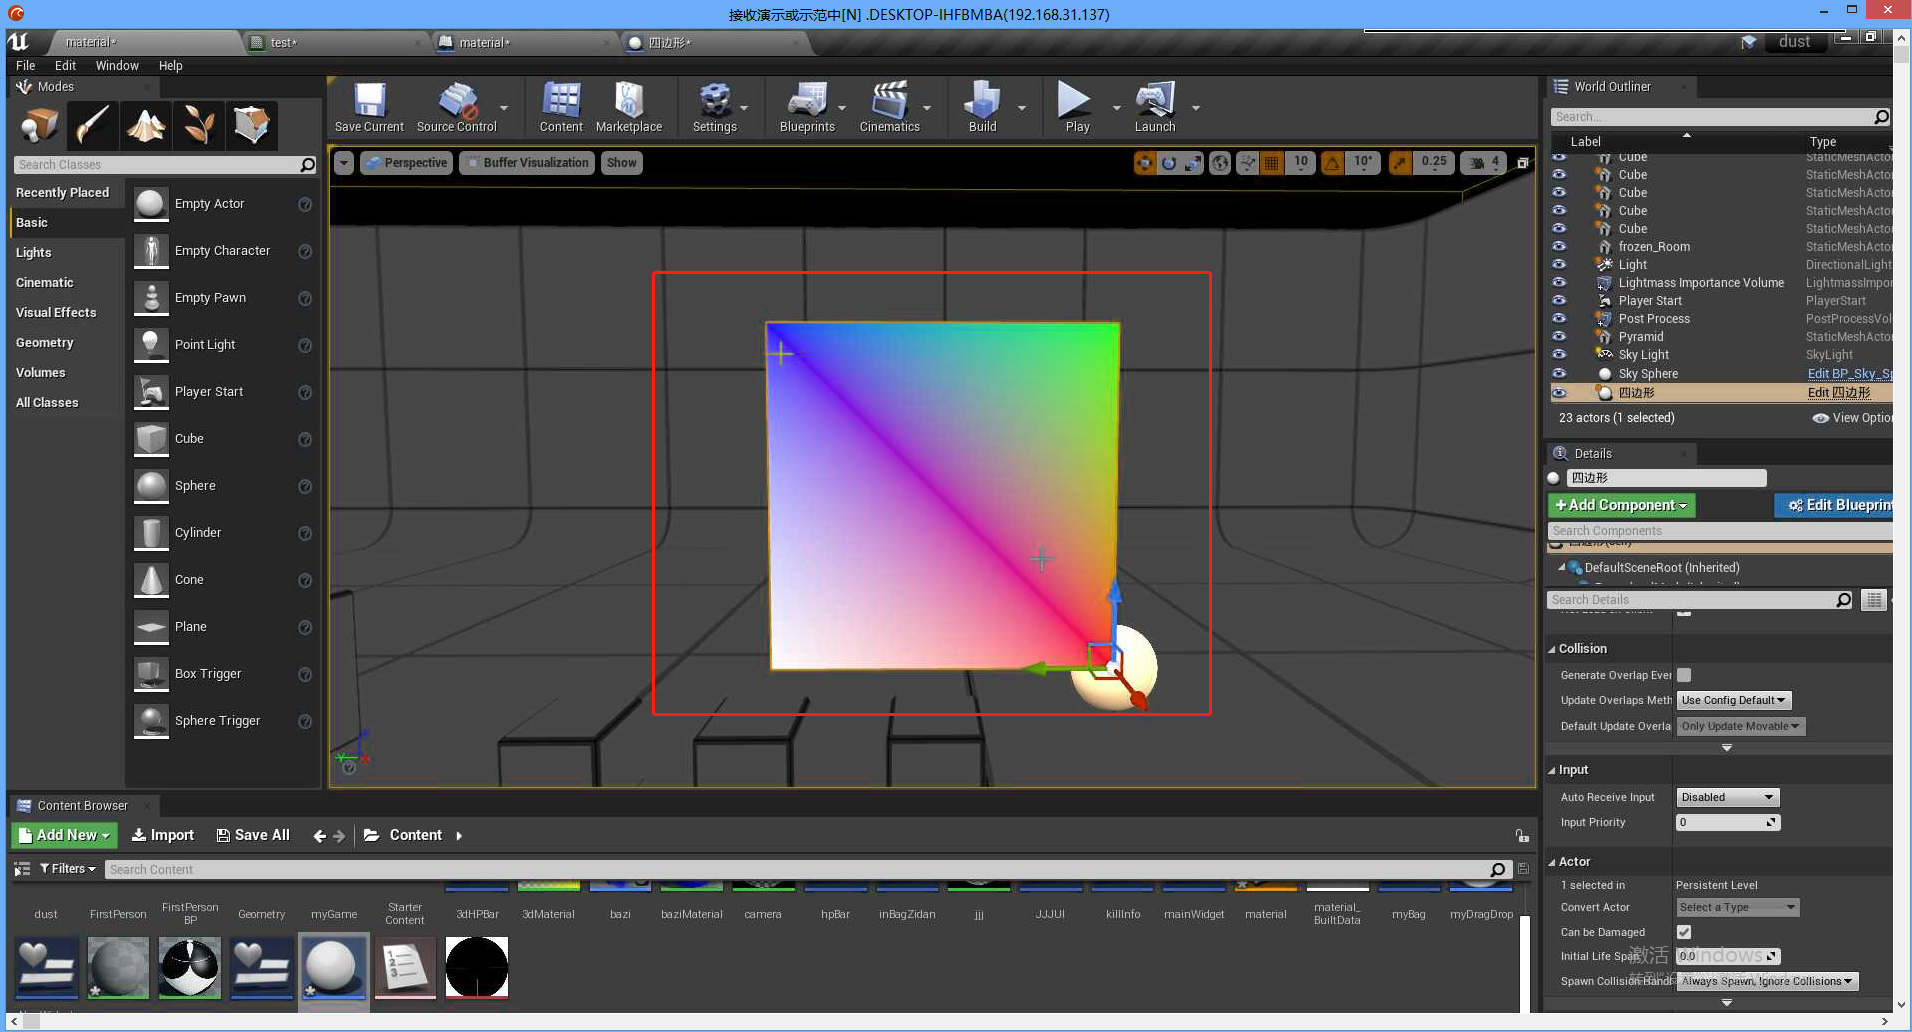 接收演示或示范中[N] .DESKTOP-IHFBMBA(192.168.31.137)
material*
test*
material*
四边形*
dust
File Edit Window Help
Modes
Search Classes
Recently Placed
Basic
Lights
Cinematic
Visual Effects
Geometry
Volumes
All Classes
Empty Actor
Empty Character
Empty Pawn
Point Light
Player Start
Cube
Sphere
Cylinder
Cone
Plane
Box Trigger
Sphere Trigger
Save Current
Source Control
Content
Marketplace
Settings
Blueprints
Cinematics
Build
Play
Launch
Perspective
Buffer Visualization
Show
10
10°
0.25
4
World Outliner
Search...
Label Type
Cube StaticMeshActor
Cube StaticMeshActor
Cube StaticMeshActor
Cube StaticMeshActor
Cube StaticMeshActor
frozen_Room StaticMeshActor
Light DirectionalLight
Lightmass Importance Volume LightmassImpor
Player Start PlayerStart
Post Process PostProcessVol
Pyramid StaticMeshActor
Sky Light SkyLight
Sky Sphere Edit BP_Sky_Sp
四边形 Edit 四边形
23 actors (1 selected)
View Option
Details
四边形
+Add Component
Edit Blueprint
Search Components
DefaultSceneRoot (Inherited)
Search Details
Collision
Generate Overlap Ever
Update Overlaps Meth Use Config Default
Default Update Overla Only Update Movable
Input
Auto Receive Input Disabled
Input Priority 0
Actor
1 selected in Persistent Level
Convert Actor Select a Type
Can be Damaged
Initial Life Span 0.0
Spawn Collision Handl Always Spawn, Ignore Collisions
激活 Windows
Content Browser
Add New
Import
Save All
Content
Filters
Search Content
dust
FirstPerson
FirstPerson
BP
Geometry
myGame
Starter
Content
3dHPBar
3dMaterial
bazi
baziMaterial
camera
hpBar
inBagZidan
jjj
JJJUI
killInfo
mainWidget
material
material_
BuiltData
myBag
myDragDrop